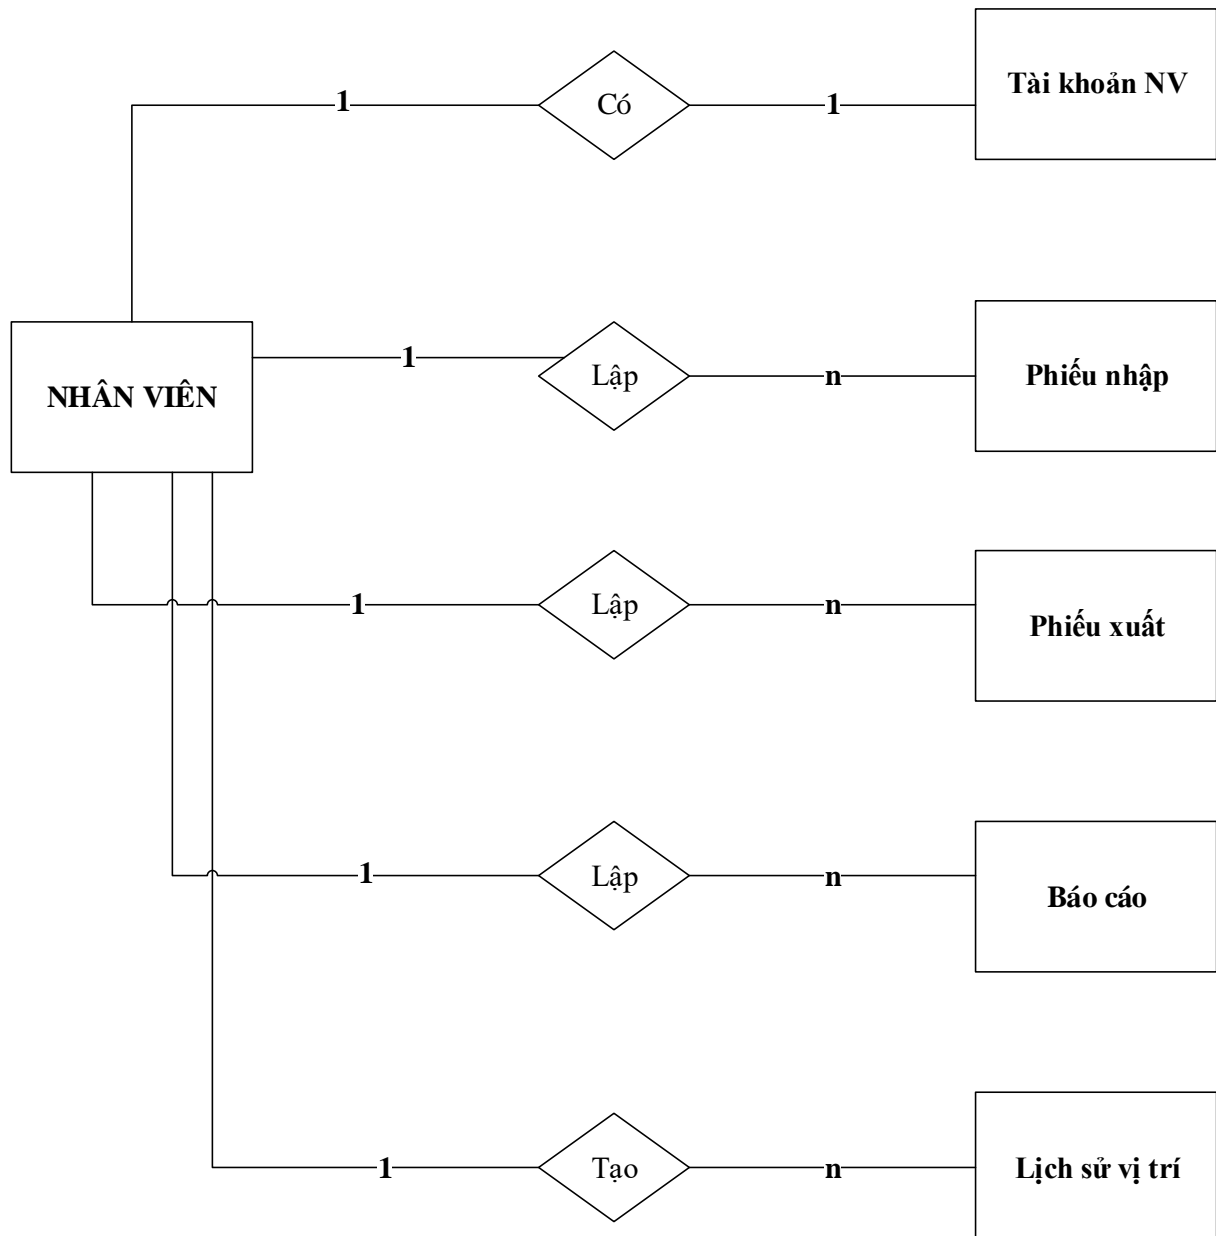 Tài khoản NV
1
Có
1
NHÂN VIÊN
1
Lập
n
Phiếu nhập
1
Lập
n
Phiếu xuất
1
Lập
n
Báo cáo
1
Tạo
n
Lịch sử vị trí